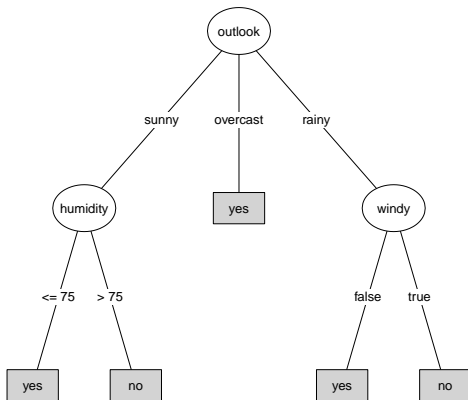 outlook
sunny overcast rainy
humidity yes windy
<= 75 > 75 false true
yes no yes no